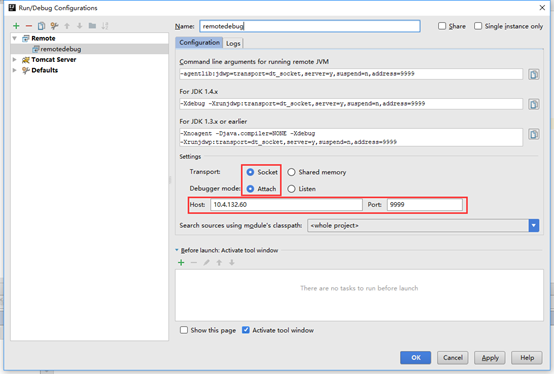 Run/Debug Configurations
Name: remotedebug
Share
Single instance only
Remote
remotedebug
Tomcat Server
Defaults
Configuration Logs
Command line arguments for running remote JVM
-agentlib:jdwp=transport=dt_socket,server=y,suspend=n,address=9999
For JDK 1.4.x
-Xdebug -Xrunjdwp:transport=dt_socket,server=y,suspend=n,address=9999
For JDK 1.3.x or earlier
-Xnoagent -Djava.compiler=NONE -Xdebug
-Xrunjdwp:transport=dt_socket,server=y,suspend=n,address=9999
Settings
Transport: Socket Shared memory
Debugger mode: Attach Listen
Host: 10.4.132.60 Port: 9999
Search sources using module's classpath: <whole project>
Before launch: Activate tool window
There are no tasks to run before launch
Show this page Activate tool window
OK Cancel Apply Help